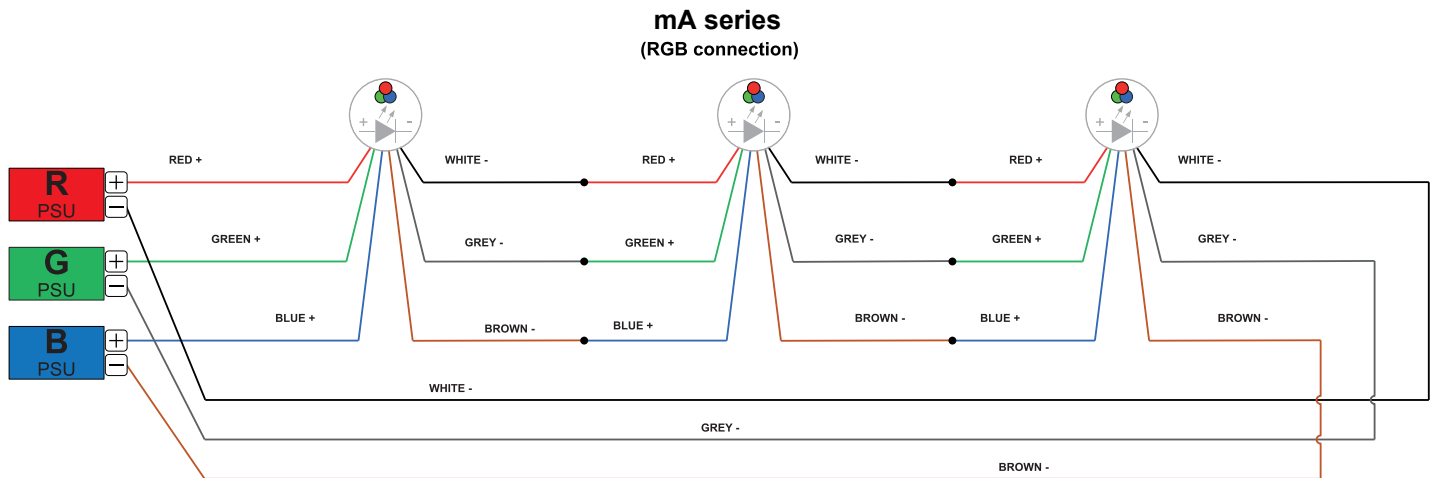 mA series
(RGB connection)
+ -
+ -
+ -
RED + WHITE - RED + WHITE - RED + WHITE -
R
PSU
+
−
GREEN + GREY - GREEN + GREY - GREEN + GREY -
G
PSU
+
−
BLUE + BROWN - BLUE + BROWN - BLUE + BROWN -
B
PSU
+
−
WHITE -
GREY -
BROWN -